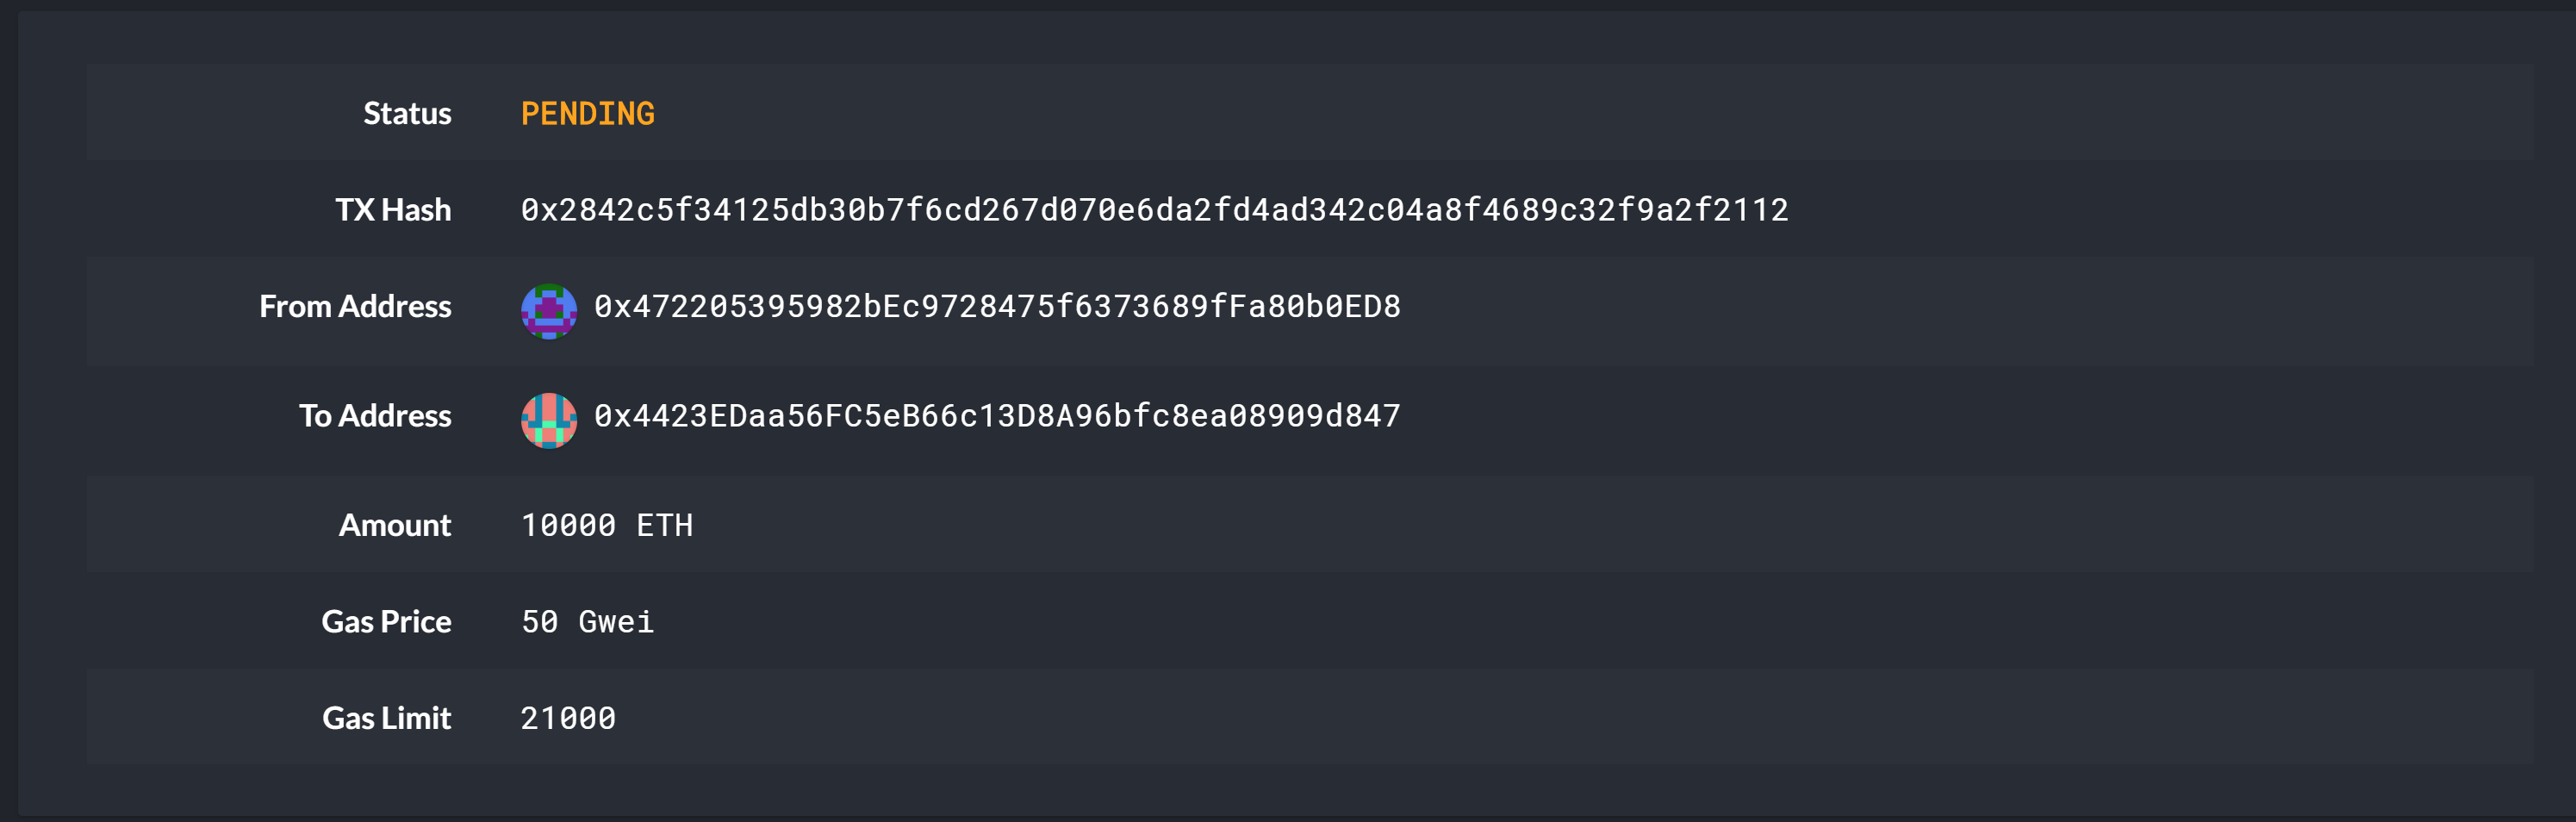 Status PENDING
TX Hash 0x2842c5f34125db30b7f6cd267d070e6da2fd4ad342c04a8f4689c32f9a2f2112
From Address 0x472205395982bEc9728475f6373689fFa80b0ED8
To Address 0x4423EDaa56FC5eB66c13D8A96bfc8ea08909d847
Amount 10000 ETH
Gas Price 50 Gwei
Gas Limit 21000